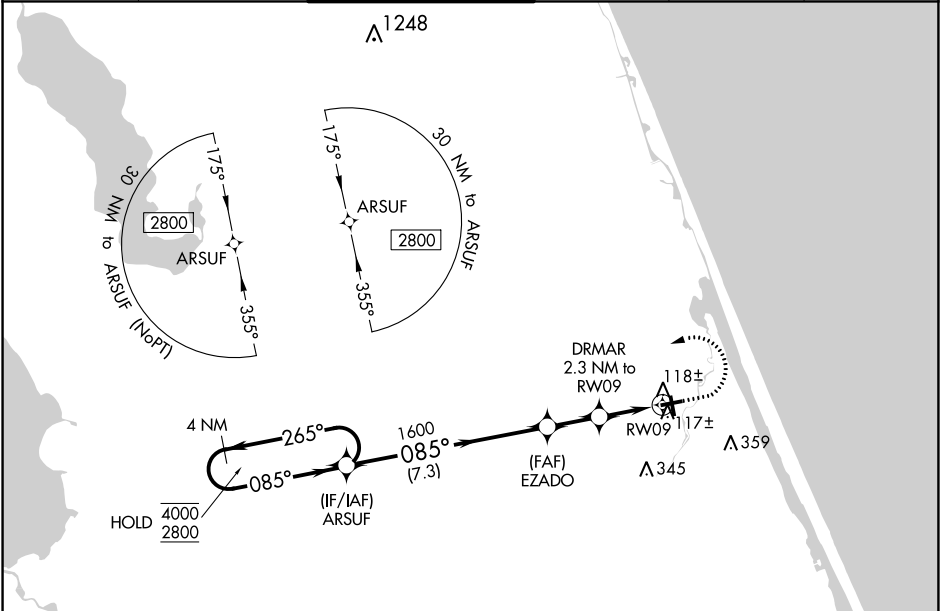 1248
175°
30 NM to ARSUF (NoPT)
2800
ARSUF
355°
175°
30 NM to ARSUF
ARSUF
2800
355°
DRMAR
2.3 NM to
RW09
118±
117±
RW09
359
345
4 NM
265°
085°
HOLD
4000
2800
(IF/IAF)
ARSUF
1600
085°
(7.3)
(FAF)
EZADO